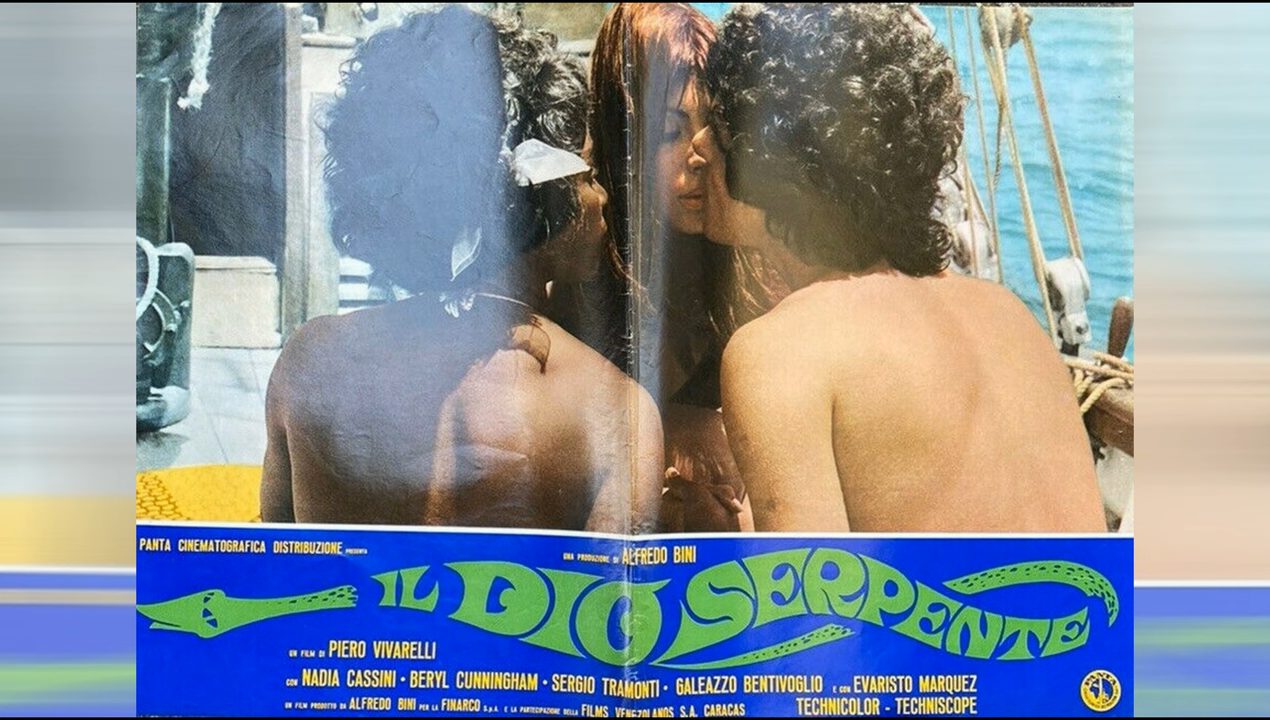 PANTA CINEMATOGRAFICA DISTRIBUZIONE PRESENTA
UNA PRODUZIONE DI ALFREDO BINI
IL DIO SERPENTE
UN FILM DI PIERO VIVARELLI
CON NADIA CASSINI · BERYL CUNNINGHAM · SERGIO TRAMONTI · GALEAZZO BENTIVOGLIO E CON EVARISTO MARQUEZ
UN FILM PRODOTTO DA ALFREDO BINI PER LA FINARCO S.p.A. E LA PARTECIPAZIONE DELLA FILMS VENEZOLANOS S.A. CARACAS
TECHNICOLOR - TECHNISCOPE